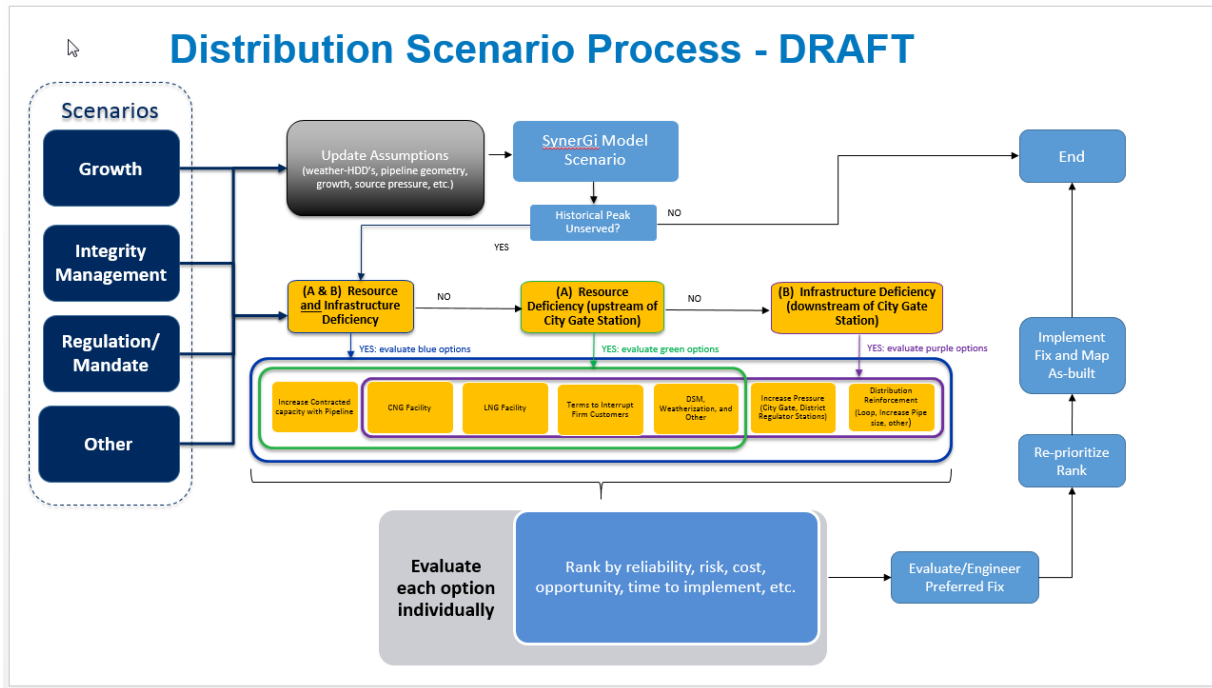 Distribution Scenario Process - DRAFT
Scenarios
Growth
Integrity
Management
Regulation/
Mandate
Other
Update Assumptions
(weather-HDD's, pipeline geometry,
growth, source pressure, etc.)
SynerGi Model
Scenario
Historical Peak
Unserved?
NO
YES
End
(A & B) Resource
and Infrastructure
Deficiency
NO
(A) Resource
Deficiency (upstream of
City Gate Station)
NO
(B) Infrastructure Deficiency
(downstream of City Gate
Station)
YES: evaluate blue options
YES: evaluate green options
YES: evaluate purple options
Increase Contracted
capacity with Pipeline
CNG Facility
LNG Facility
Terms to Interrupt
Firm Customers
DSM,
Weatherization, and
Other
Increase Pressure
(City Gate, District
Regulator Stations)
Distribution
Reinforcement
(Loop, Increase Pipe
size, other)
Implement
Fix and Map
As-built
Re-prioritize
Rank
Evaluate
each option
individually
Rank by reliability, risk, cost,
opportunity, time to implement, etc.
Evaluate/Engineer
Preferred Fix